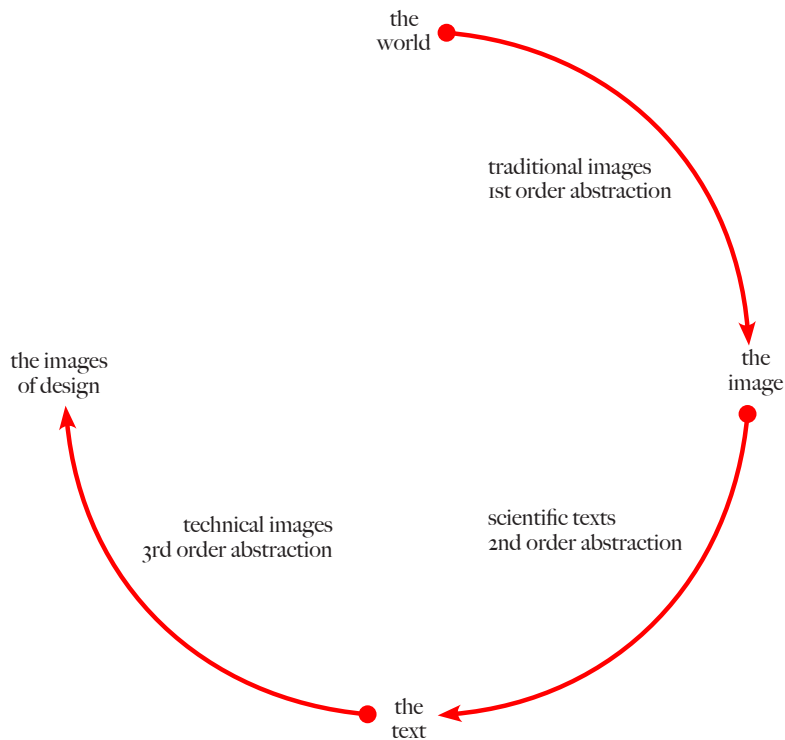 the
world
traditional images
1st order abstraction
the
image
scientific texts
2nd order abstraction
the
text
technical images
3rd order abstraction
the images
of design